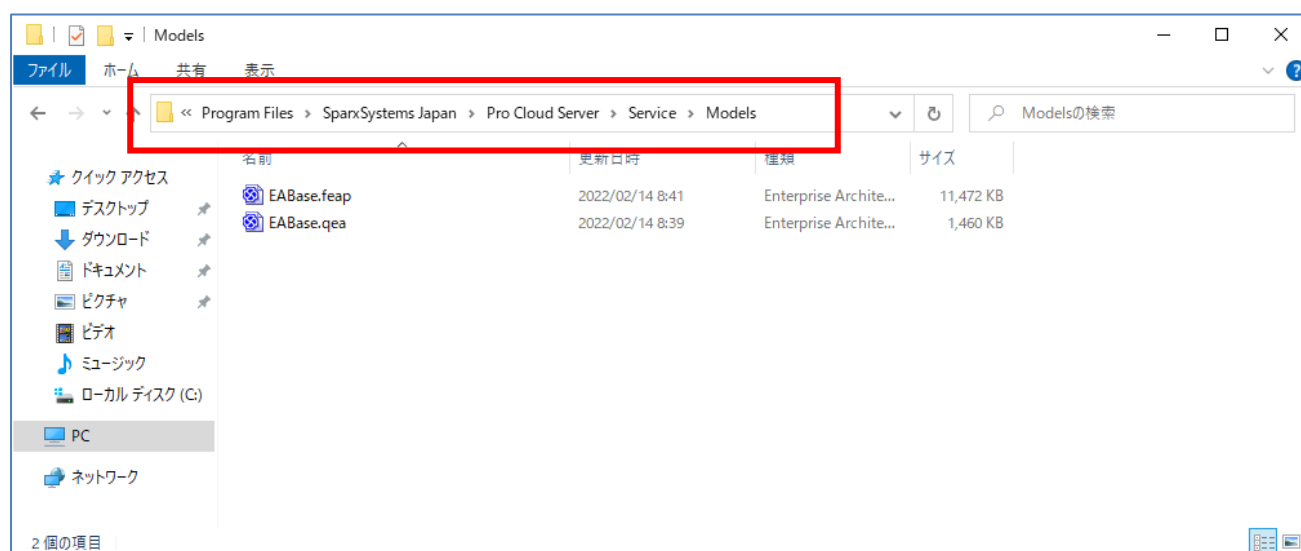 Models
ファイル ホーム 共有 表示
« Program Files › SparxSystems Japan › Pro Cloud Server › Service › Models Modelsの検索
名前 更新日時 種類 サイズ
クイック アクセス
デスクトップ
ダウンロード
ドキュメント
ピクチャ
ビデオ
ミュージック
ローカル ディスク (C:)
PC
ネットワーク
EABase.feap 2022/02/14 8:41 Enterprise Archite... 11,472 KB
EABase.qea 2022/02/14 8:39 Enterprise Archite... 1,460 KB
2 個の項目